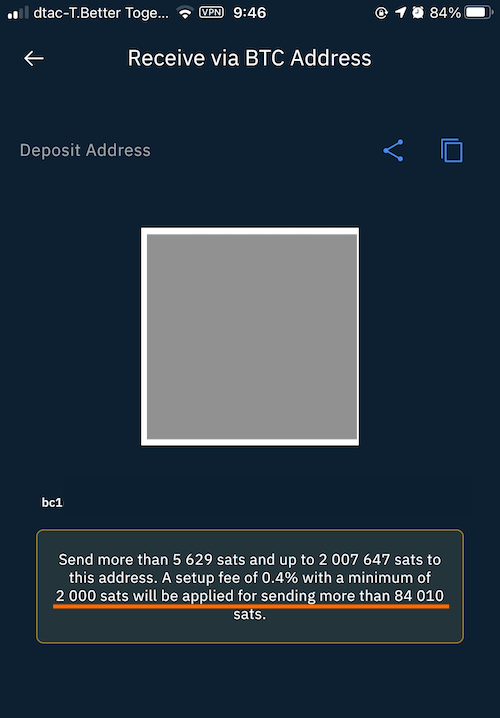 dtac-T.Better Toge... VPN 9:46 84%
Receive via BTC Address
Deposit Address
bc1
Send more than 5 629 sats and up to 2 007 647 sats to
this address. A setup fee of 0.4% with a minimum of
2 000 sats will be applied for sending more than 84 010
sats.